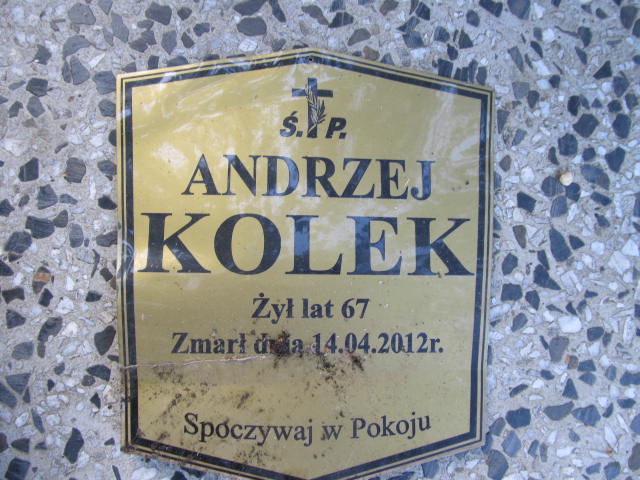 Ś. P.
ANDRZEJ
KOLEK
Żył lat 67
Zmarł dnia 14.04.2012r.
Spoczywaj w Pokoju